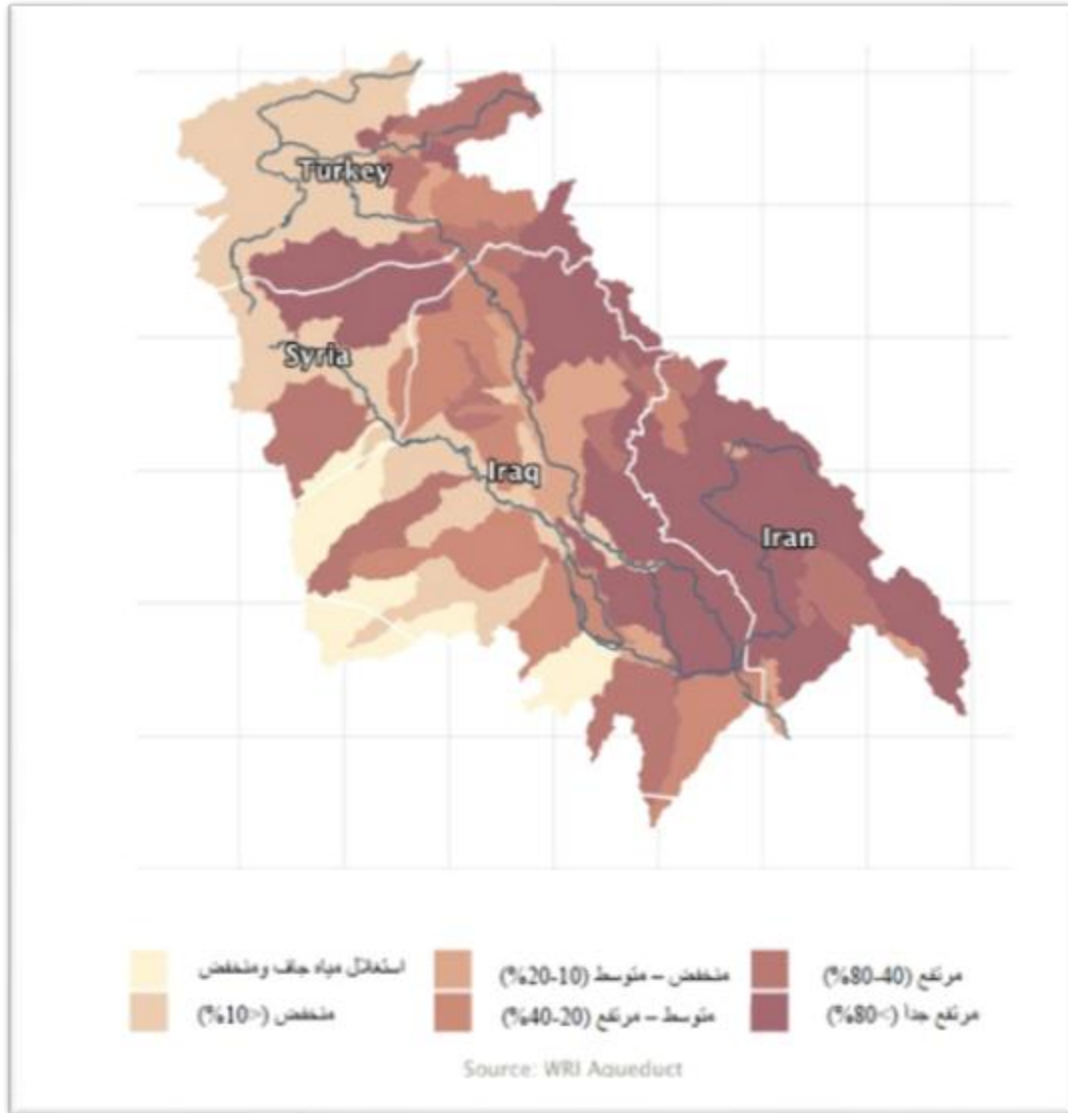 Turkey
Syria
Iraq
Iran
مرتفع (40-80%)
منخفض – متوسط (10-20%)
استغلال مياه جاف ومنخفض
مرتفع جداً (>80%)
متوسط – مرتفع (20-40%)
منخفض (<10%)
Source: WRI Aqueduct